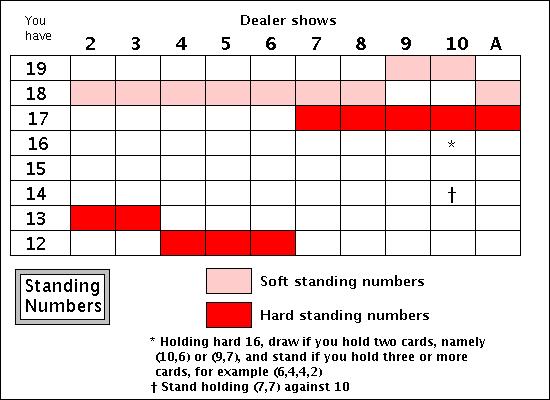 You have
Dealer shows
2 3 4 5 6 7 8 9 10 A
19
18
17
16 *
15
14 †
13
12
Standing Numbers
Soft standing numbers
Hard standing numbers
* Holding hard 16, draw if you hold two cards, namely
(10,6) or (9,7), and stand if you hold three or more
cards, for example (6,4,4,2)
† Stand holding (7,7) against 10